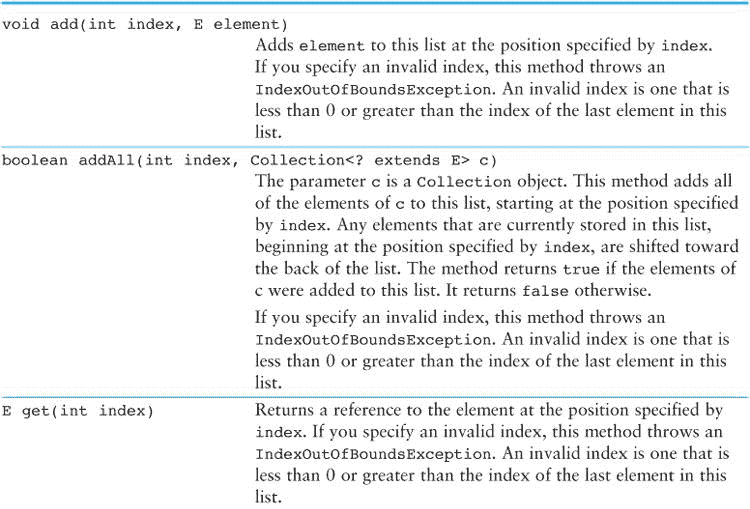 void add(int index, E element)
Adds element to this list at the position specified by index.
If you specify an invalid index, this method throws an
IndexOutOfBoundsException. An invalid index is one that is
less than 0 or greater than the index of the last element in this
list.
boolean addAll(int index, Collection<? extends E> c)
The parameter c is a Collection object. This method adds all
of the elements of c to this list, starting at the position specified
by index. Any elements that are currently stored in this list,
beginning at the position specified by index, are shifted toward
the back of the list. The method returns true if the elements of
c were added to this list. It returns false otherwise.
If you specify an invalid index, this method throws an
IndexOutOfBoundsException. An invalid index is one that is
less than 0 or greater than the index of the last element in this
list.
E get(int index) Returns a reference to the element at the position specified by
index. If you specify an invalid index, this method throws an
IndexOutOfBoundsException. An invalid index is one that is
less than 0 or greater than the index of the last element in this
list.